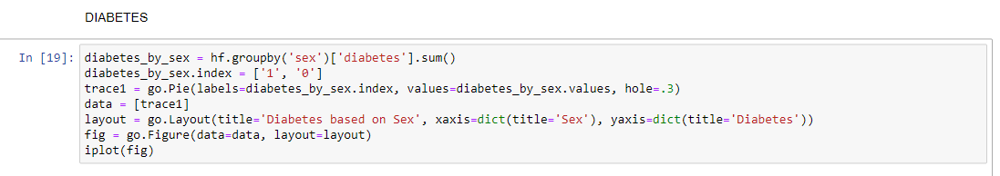 DIABETES
In [19]: diabetes_by_sex = hf.groupby('sex')['diabetes'].sum()
diabetes_by_sex.index = ['1', '0']
trace1 = go.Pie(labels=diabetes_by_sex.index, values=diabetes_by_sex.values, hole=.3)
data = [trace1]
layout = go.Layout(title='Diabetes based on Sex', xaxis=dict(title='Sex'), yaxis=dict(title='Diabetes'))
fig = go.Figure(data=data, layout=layout)
iplot(fig)